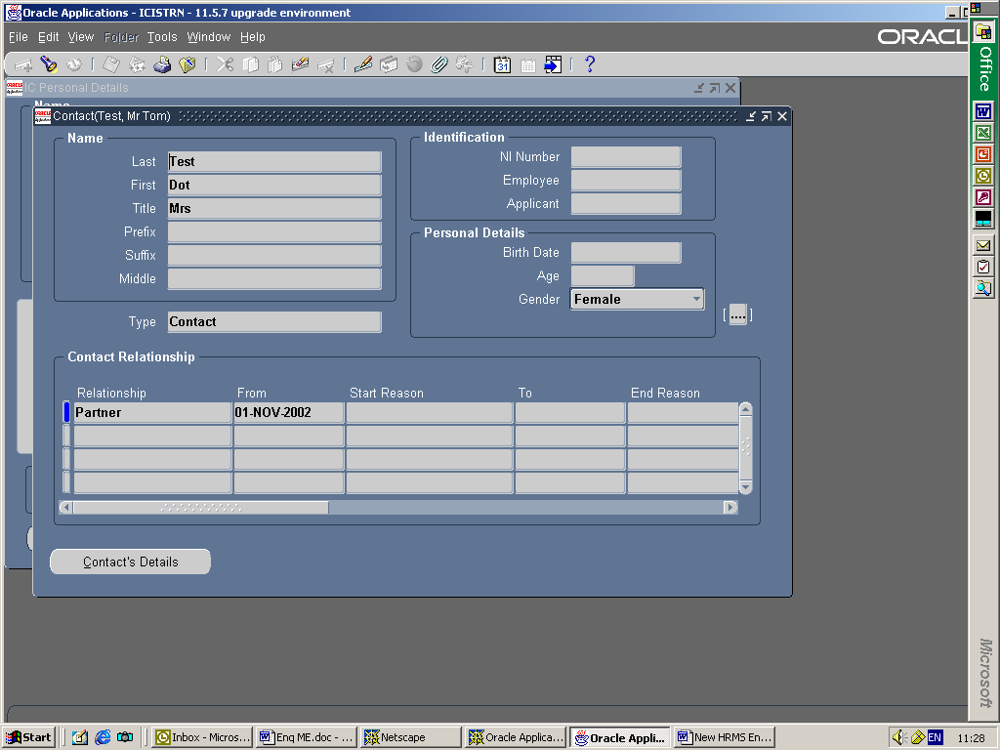 Oracle Applications - ICISTRN - 11.5.7 upgrade environment
File Edit View Folder Tools Window Help
ORACL
Office
C Personal Details
Name
Contact(Test, Mr Tom)
Name
Last Test
First Dot
Title Mrs
Prefix
Suffix
Middle
Type Contact
Identification
NI Number
Employee
Applicant
Personal Details
Birth Date
Age
Gender Female
[ .... ]
Contact Relationship
Relationship From Start Reason To End Reason
Partner 01-NOV-2002
Contact's Details
Microsoft
Start Inbox - Micros... Enq ME.doc - ... Netscape Oracle Applica... Oracle Appli... New HRMS En... EN 11:28